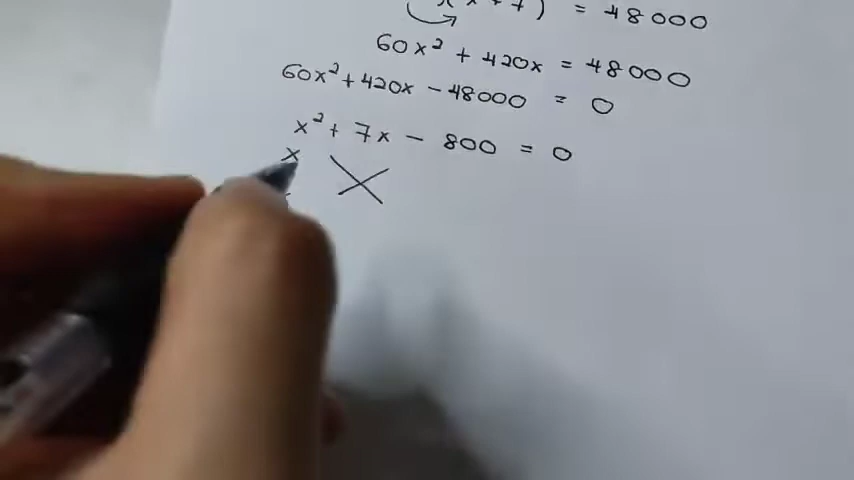 ) = 48000
60x² + 420x = 48000
60x² + 420x - 48000 = 0
x² + 7x - 800 = 0
x